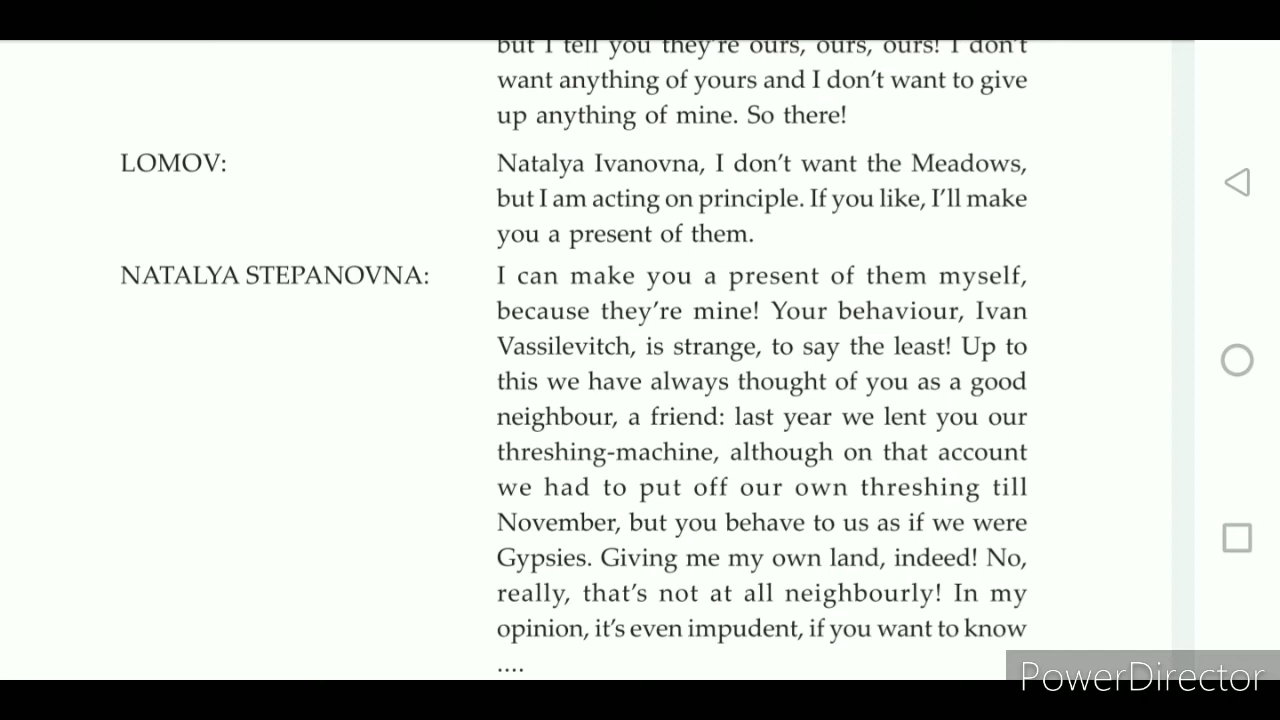 but I tell you they're ours, ours, ours! I don't
want anything of yours and I don't want to give
up anything of mine. So there!
LOMOV: Natalya Ivanovna, I don't want the Meadows,
but I am acting on principle. If you like, I'll make
you a present of them.
NATALYA STEPANOVNA: I can make you a present of them myself,
because they're mine! Your behaviour, Ivan
Vassilevitch, is strange, to say the least! Up to
this we have always thought of you as a good
neighbour, a friend: last year we lent you our
threshing-machine, although on that account
we had to put off our own threshing till
November, but you behave to us as if we were
Gypsies. Giving me my own land, indeed! No,
really, that's not at all neighbourly! In my
opinion, it's even impudent, if you want to know
....
PowerDirector